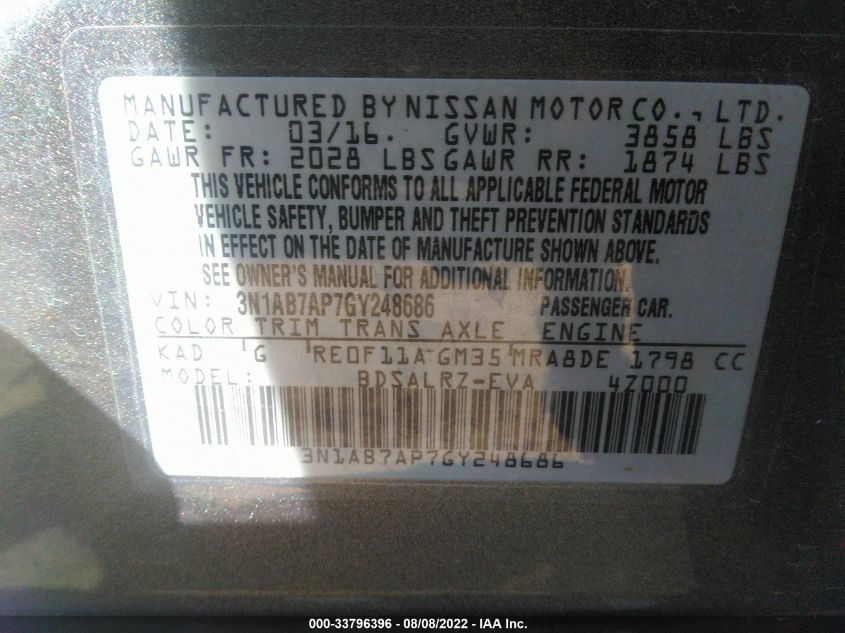 MANUFACTURED BY NISSAN MOTOR CO., LTD.
DATE: 03/16. GVWR: 3858 LBS
GAWR FR: 2028 LBS GAWR RR: 1874 LBS
THIS VEHICLE CONFORMS TO ALL APPLICABLE FEDERAL MOTOR
VEHICLE SAFETY, BUMPER AND THEFT PREVENTION STANDARDS
IN EFFECT ON THE DATE OF MANUFACTURE SHOWN ABOVE.
SEE OWNER'S MANUAL FOR ADDITIONAL INFORMATION.
VIN: 3N1AB7AP7GY248686 PASSENGER CAR.
COLOR TRIM TRANS AXLE ENGINE
KAD G RE0F11A GM35 MRA8DE 1798 CC
MODEL: BDSALRZ-EVA 4Z000
3N1AB7AP7GY248686
000-33796396 - 08/08/2022 - IAA Inc.